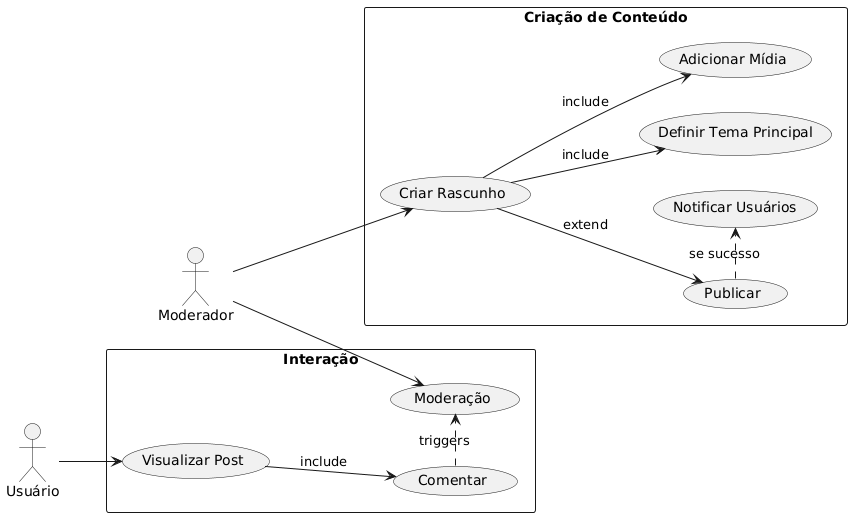 Criação de Conteúdo
Adicionar Mídia
include
Definir Tema Principal
include
Criar Rascunho
Notificar Usuários
extend
se sucesso
Publicar
Moderador
Interação
Moderação
triggers
Visualizar Post
include
Comentar
Usuário